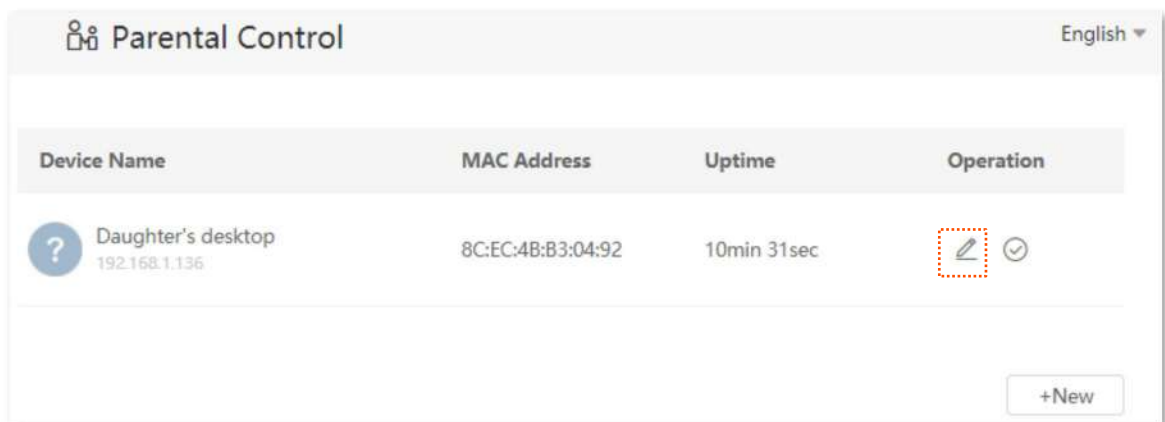 Parental Control
English
Device Name MAC Address Uptime Operation
? Daughter's desktop 8C:EC:4B:B3:04:92 10min 31sec
192.168.1.136
+New